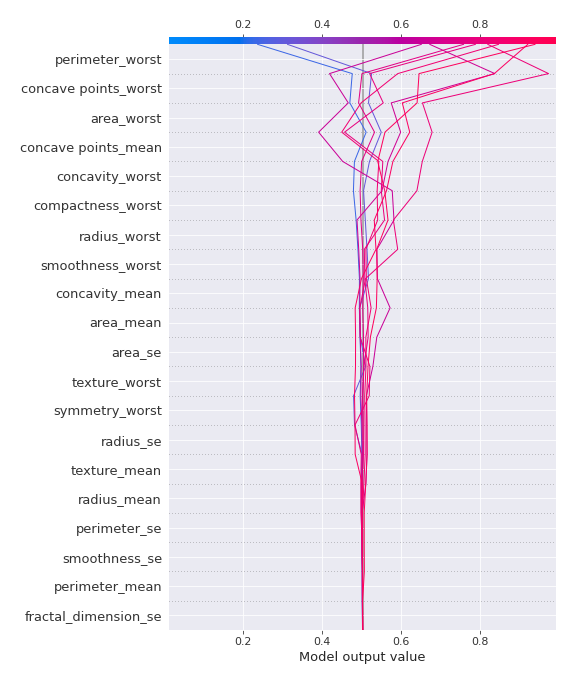 0.2 0.4 0.6 0.8
perimeter_worst
concave points_worst
area_worst
concave points_mean
concavity_worst
compactness_worst
radius_worst
smoothness_worst
concavity_mean
area_mean
area_se
texture_worst
symmetry_worst
radius_se
texture_mean
radius_mean
perimeter_se
smoothness_se
perimeter_mean
fractal_dimension_se
0.2 0.4 0.6 0.8
Model output value